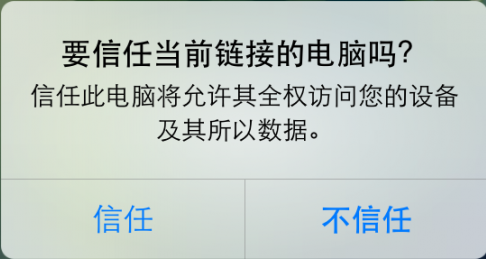 要信任当前链接的电脑吗?
信任此电脑将允许其全权访问您的设备
及其所以数据。
信任
不信任